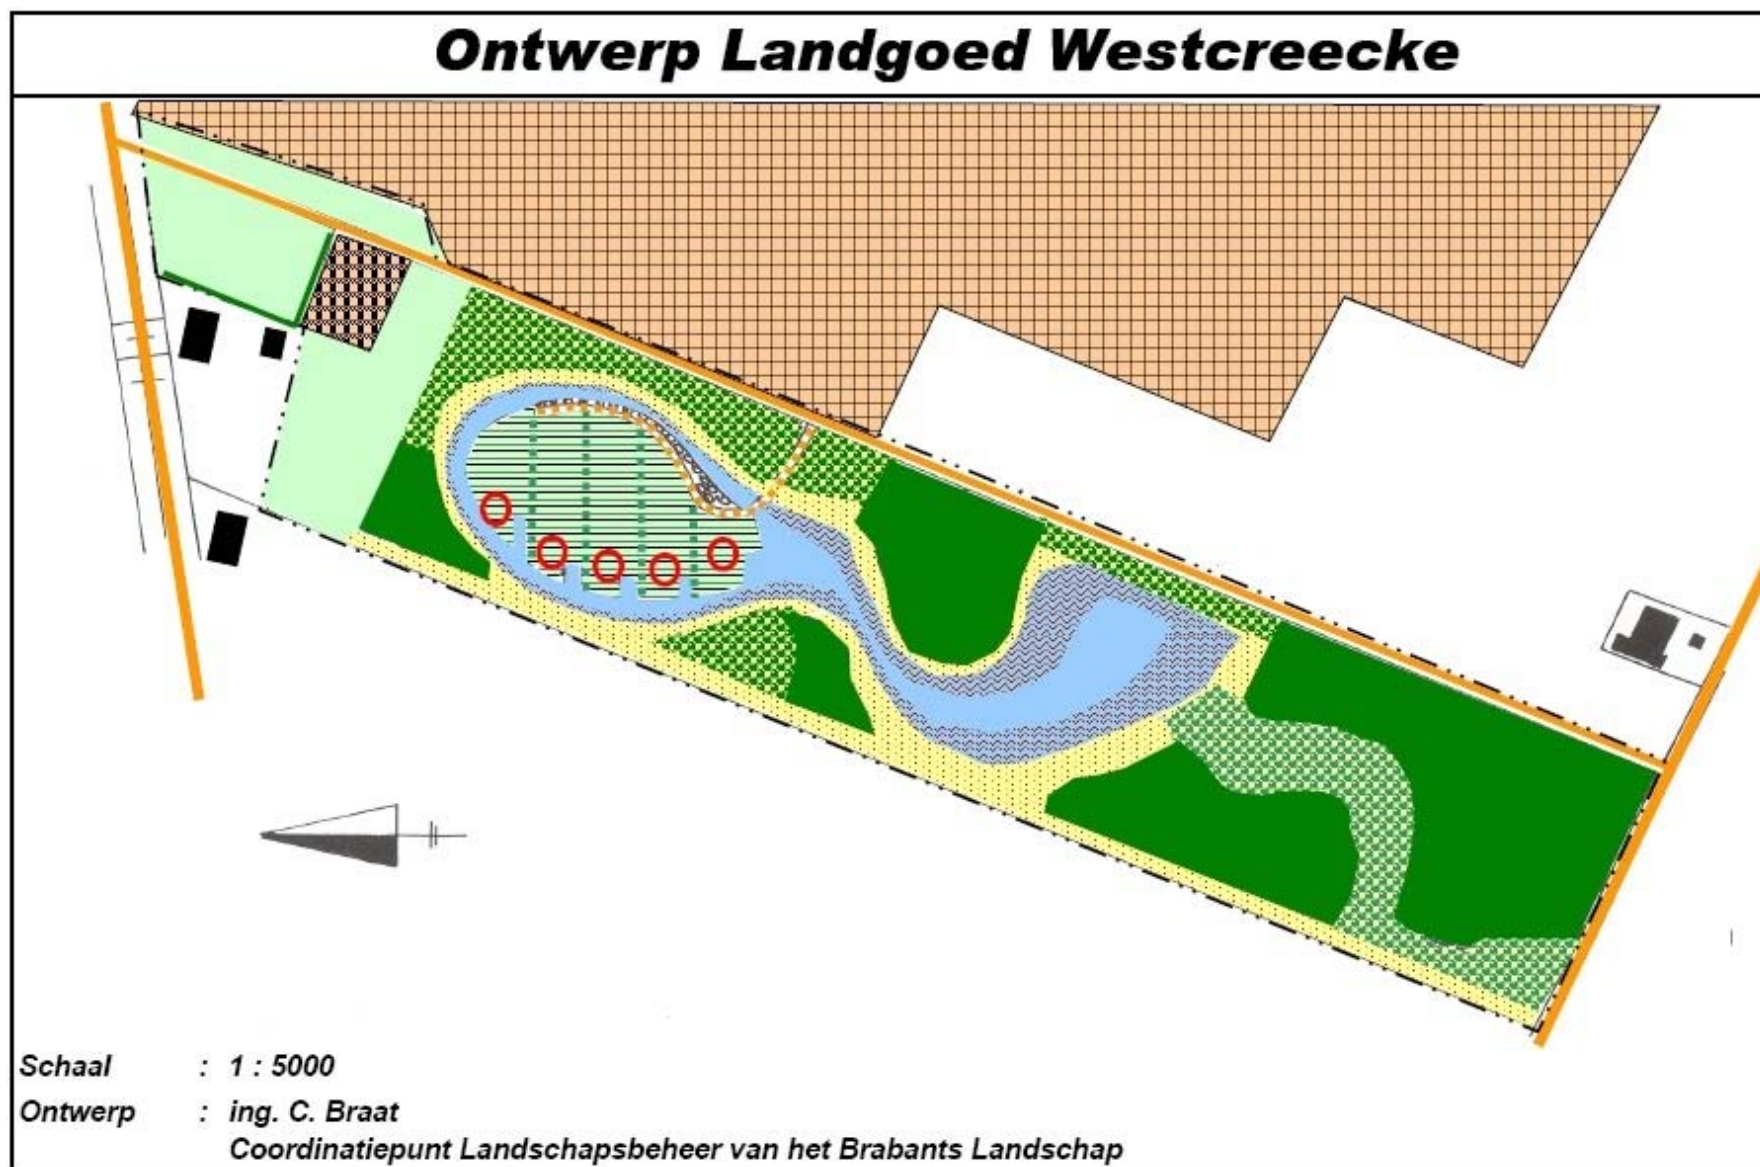 Ontwerp Landgoed Westcreecke
Schaal : 1 : 5000
Ontwerp : ing. C. Braat
Coordinatiepunt Landschapsbeheer van het Brabants Landschap